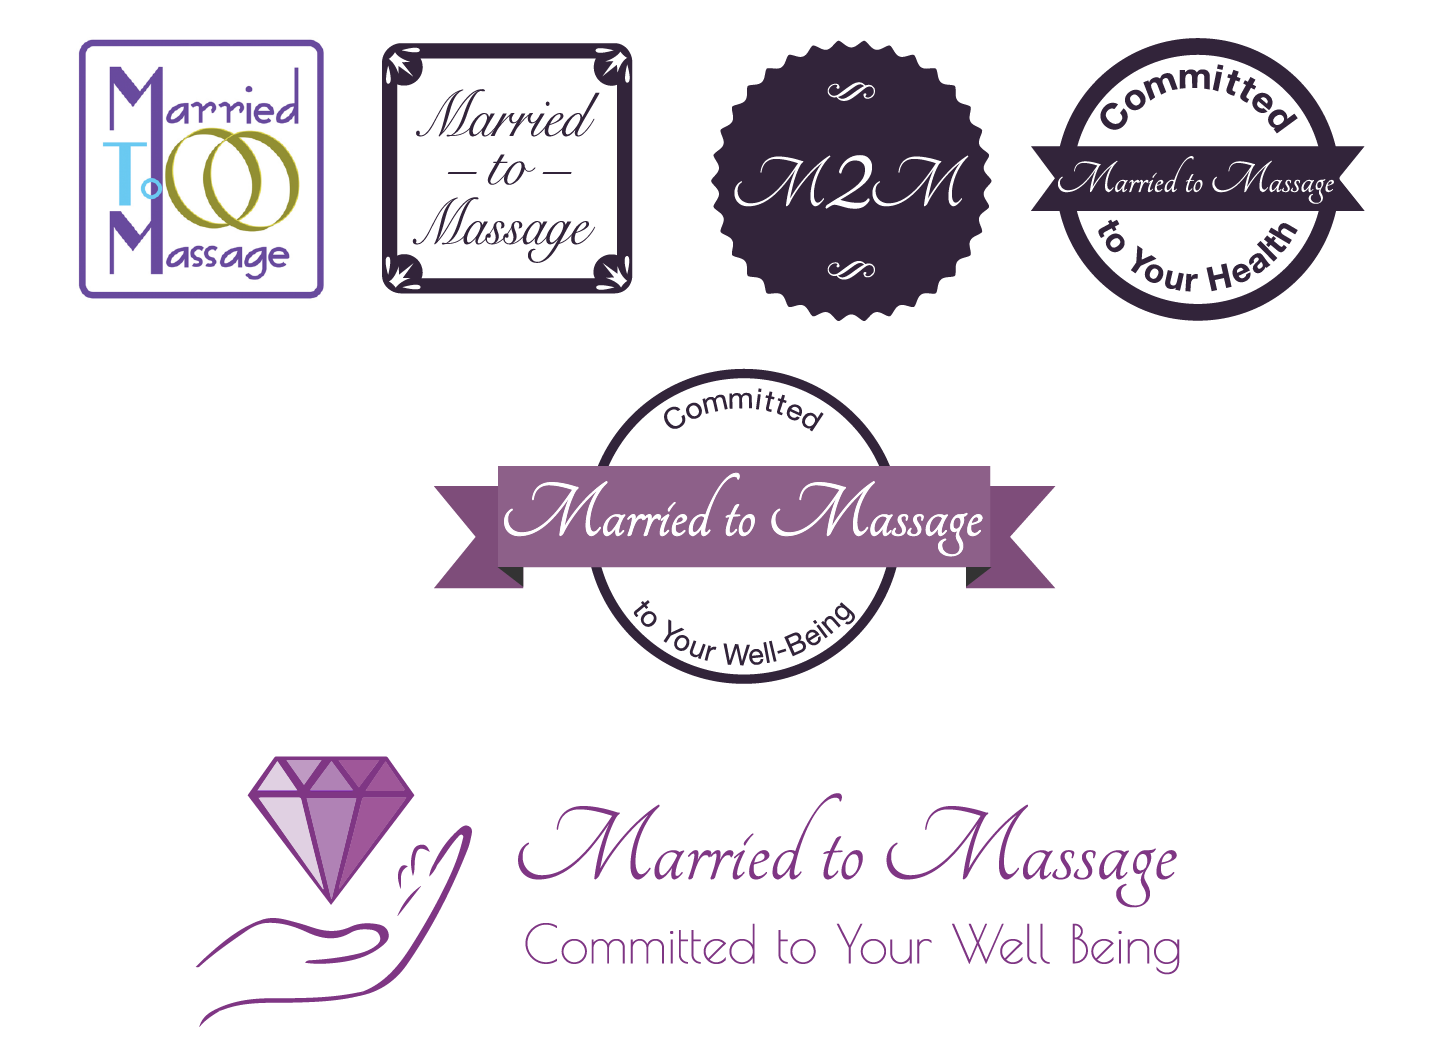 Married
To
Massage
Married
– to –
Massage
M2M
Committed
Married to Massage
to Your Health
Committed
Married to Massage
to Your Well-Being
Married to Massage
Committed to Your Well Being